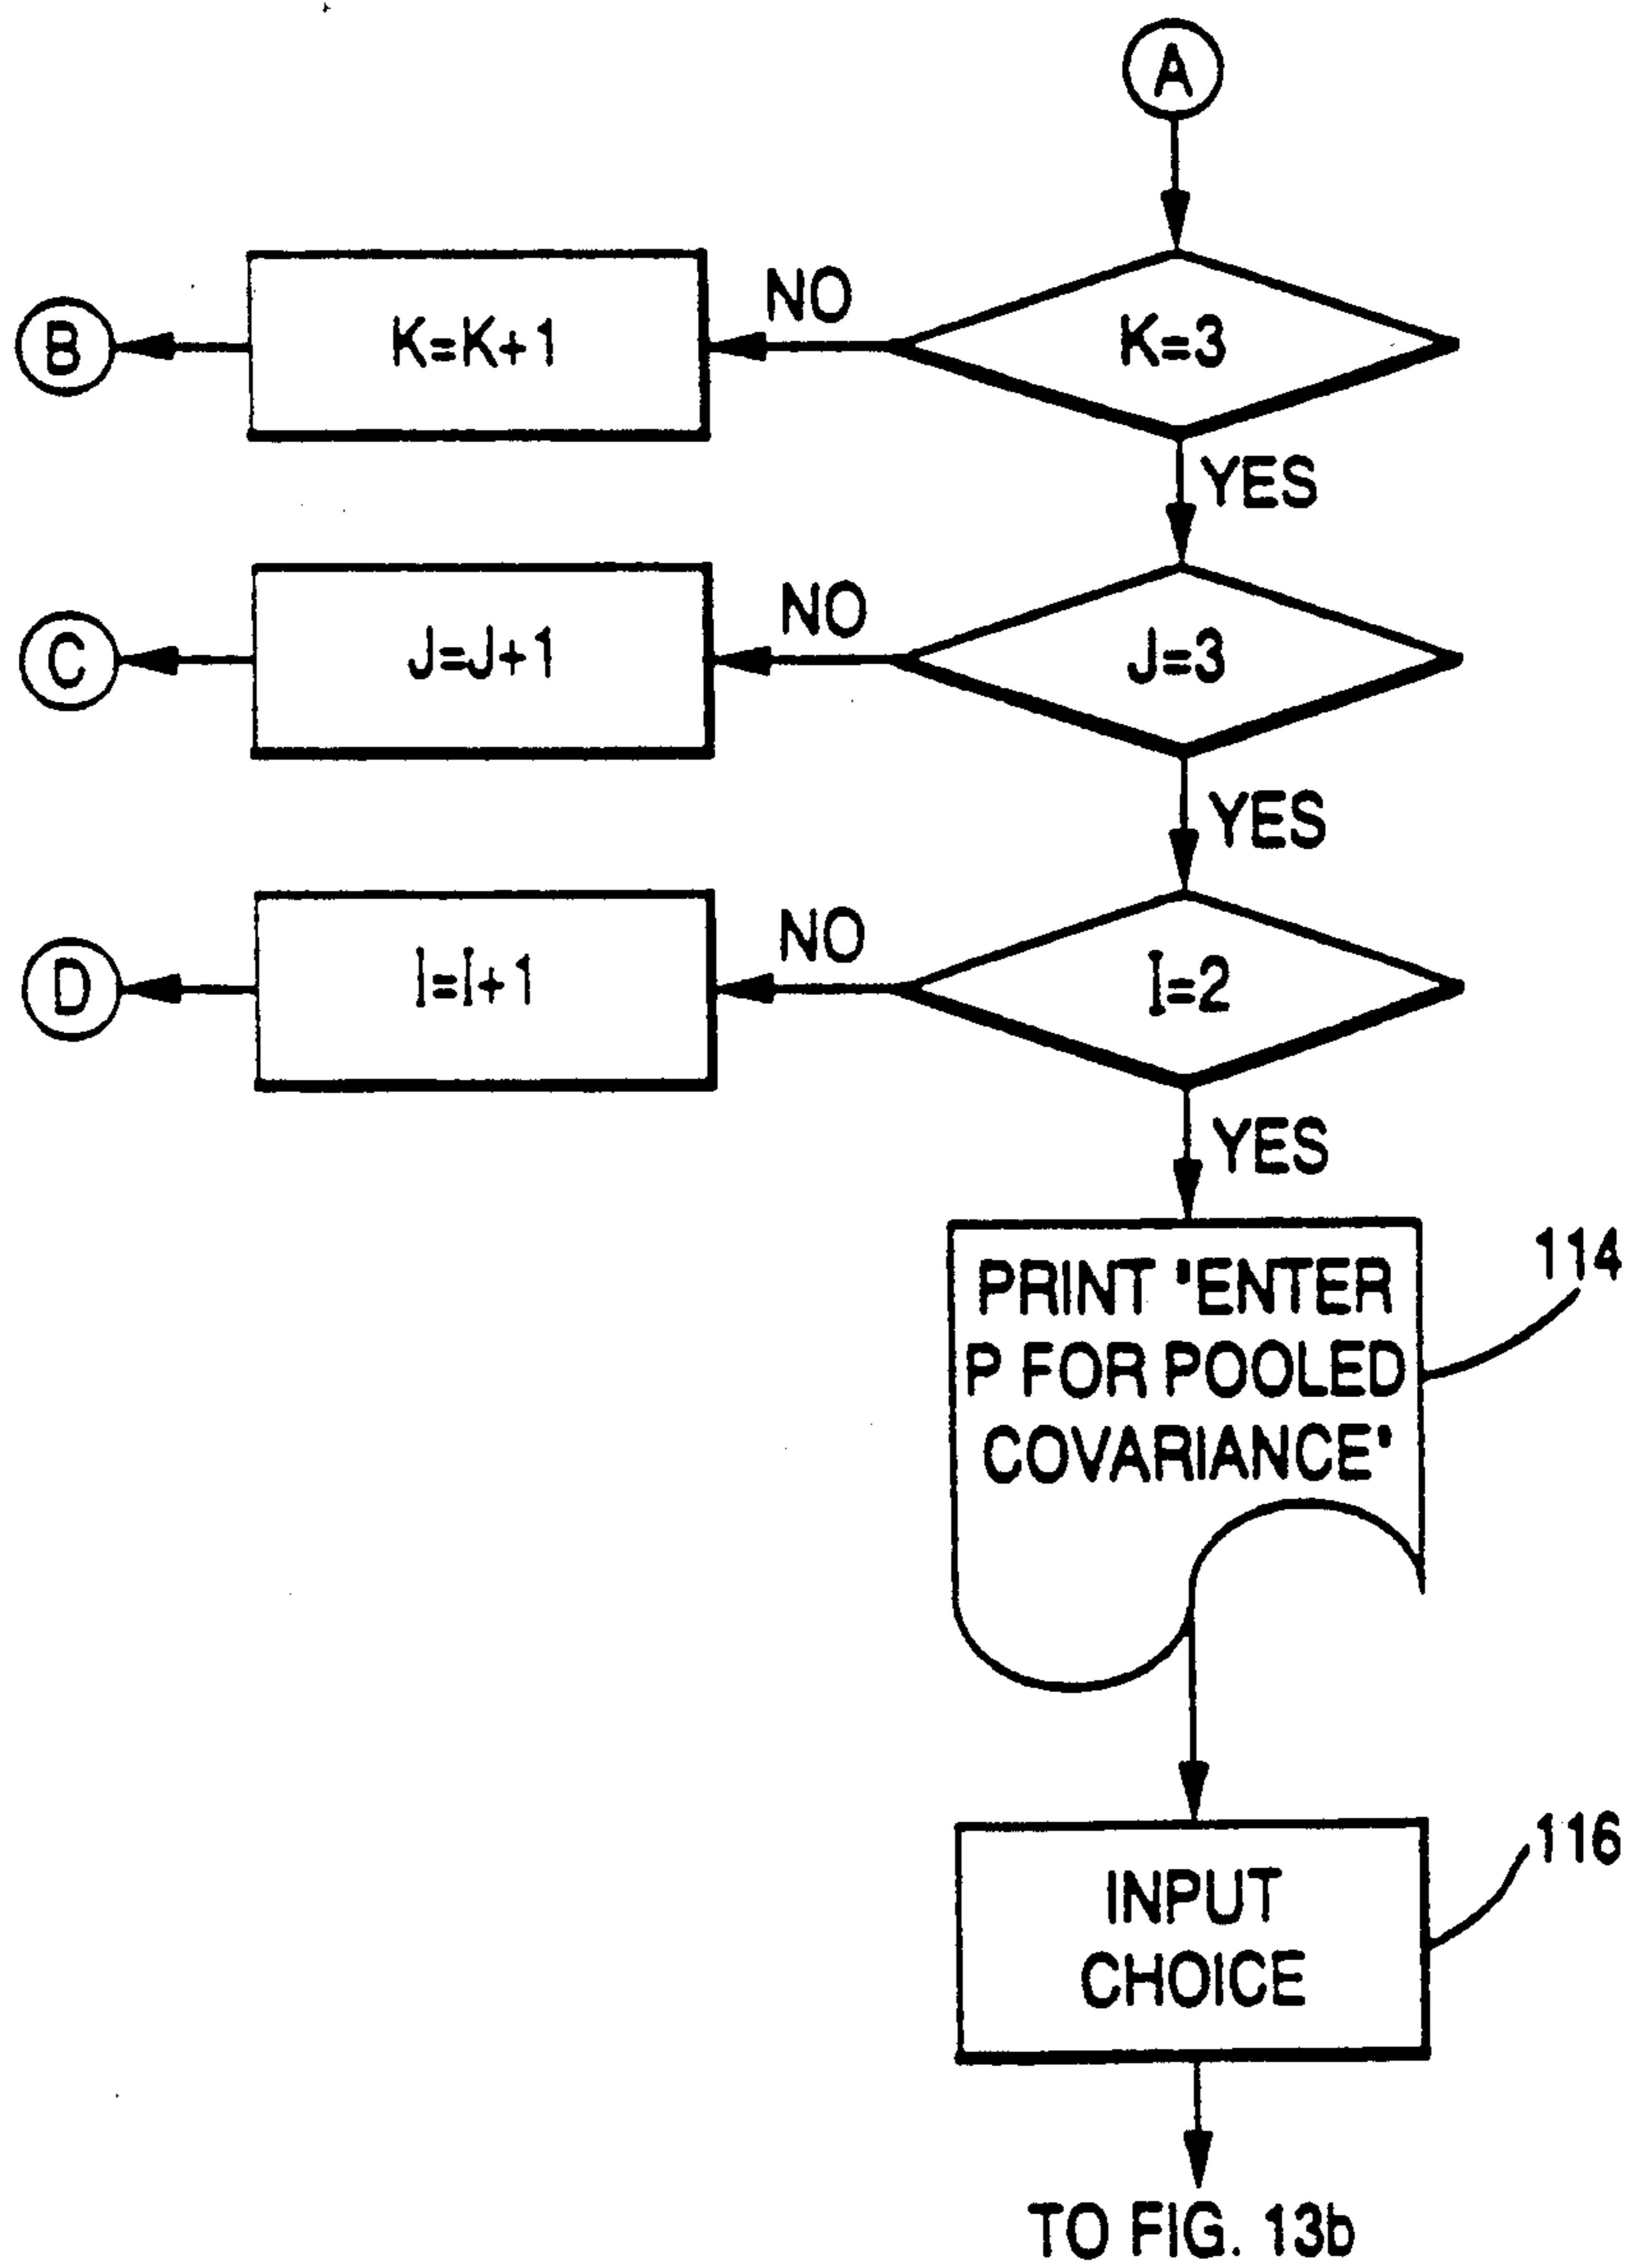 A
K=3
NO
K=K+1
B
YES
J=3
NO
J=J+1
C
YES
I=2
NO
I=I+1
D
YES
PRINT 'ENTER
P FOR POOLED
COVARIANCE'
114
INPUT
CHOICE
116
TO FIG. 13b